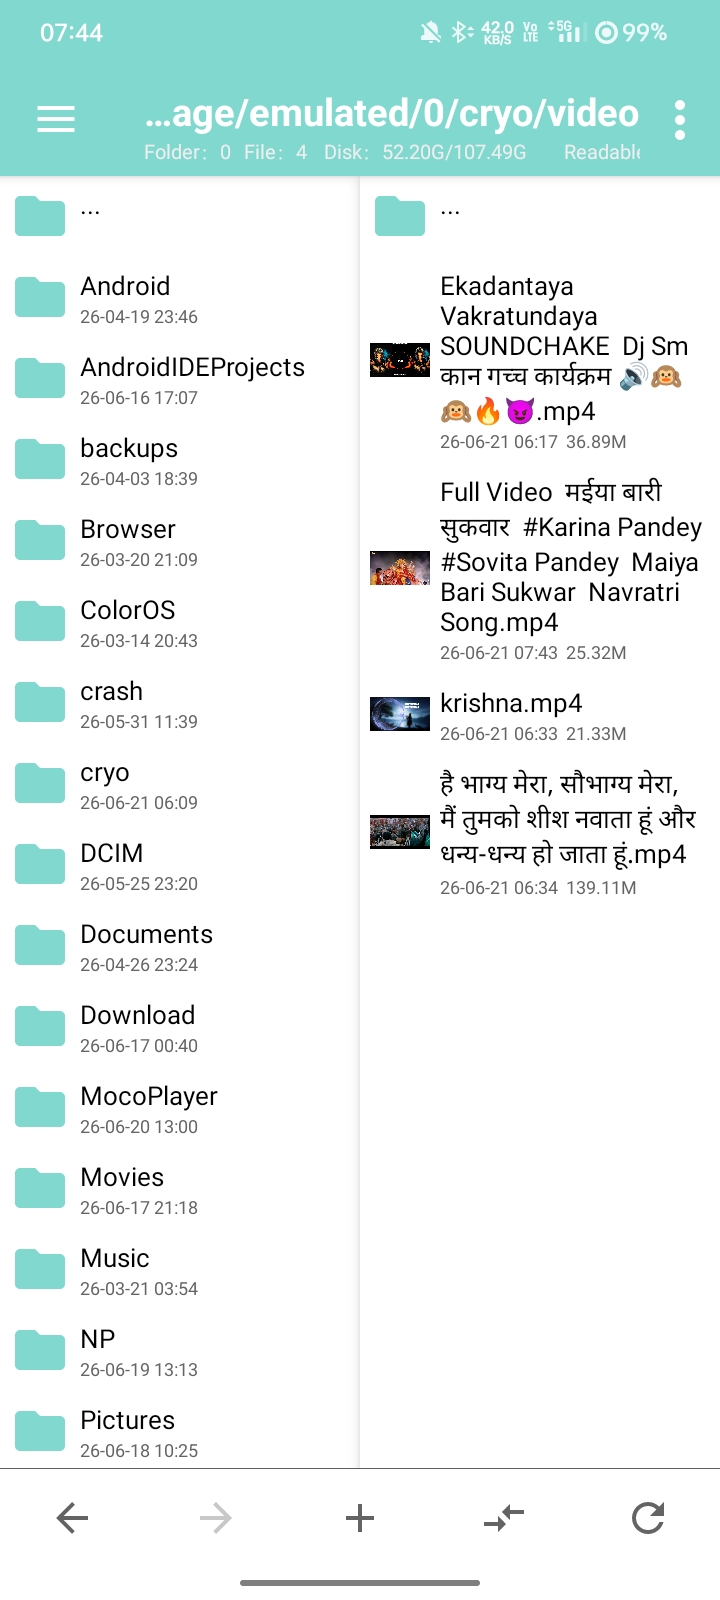 07:44
42.0 KB/S Vo LTE 5G 99%
...age/emulated/0/cryo/video
Folder: 0 File: 4 Disk: 52.20G/107.49G Readable
...
Android
26-04-19 23:46
AndroidIDEProjects
26-06-16 17:07
backups
26-04-03 18:39
Browser
26-03-20 21:09
ColorOS
26-03-14 20:43
crash
26-05-31 11:39
cryo
26-06-21 06:09
DCIM
26-05-25 23:20
Documents
26-04-26 23:24
Download
26-06-17 00:40
MocoPlayer
26-06-20 13:00
Movies
26-06-17 21:18
Music
26-03-21 03:54
NP
26-06-19 13:13
Pictures
26-06-18 10:25
...
Ekadantaya
Vakratundaya
SOUNDCHAKE Dj Sm
कान गच्च कार्यक्रम 🔊🙉
🙉🔥😈.mp4
26-06-21 06:17 36.89M
Full Video मईया बारी
सुकवार #Karina Pandey
#Sovita Pandey Maiya
Bari Sukwar Navratri
Song.mp4
26-06-21 07:43 25.32M
krishna.mp4
26-06-21 06:33 21.33M
है भाग्य मेरा, सौभाग्य मेरा,
मैं तुमको शीश नवाता हूं और
धन्य-धन्य हो जाता हूं.mp4
26-06-21 06:34 139.11M